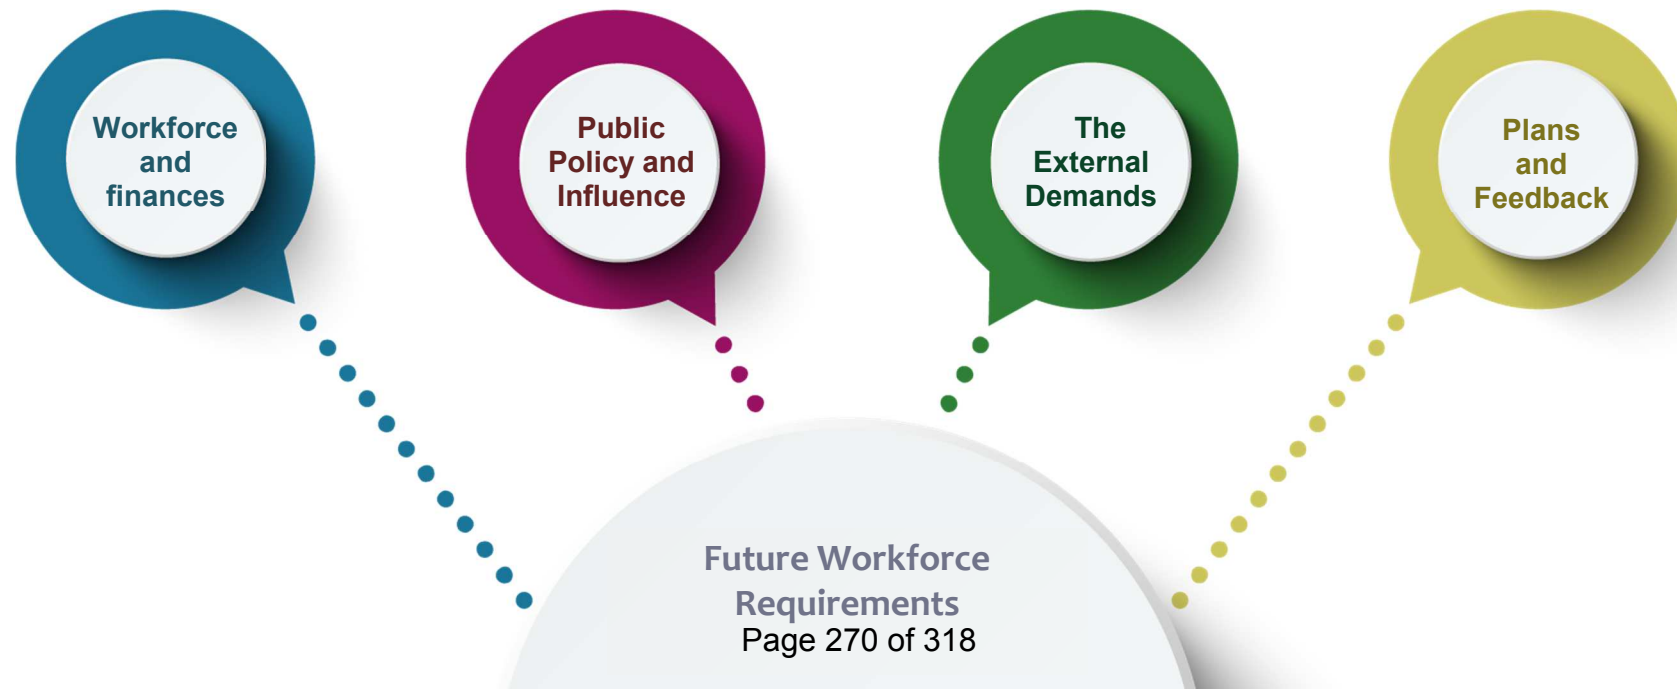 Workforce
and
finances
Public
Policy and
Influence
The
External
Demands
Plans
and
Feedback
Future Workforce
Requirements
Page 270 of 318